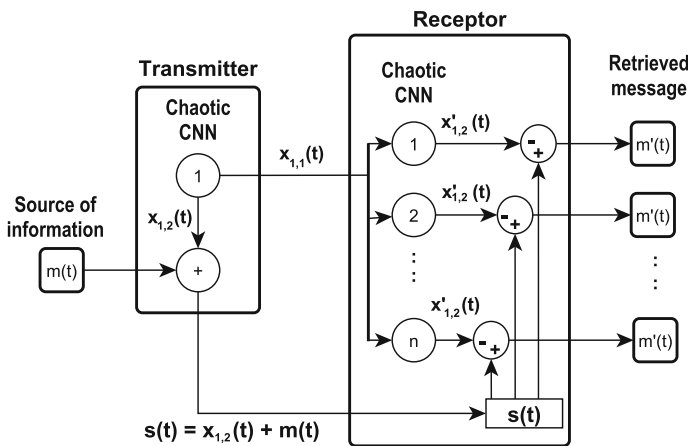 Receptor
Transmitter
Chaotic
CNN
Chaotic
CNN
Retrieved
message
x₁,₁(t)
1
x₁,₂(t)
Source of
information
m(t)
+
1
x'₁,₂ (t)
- +
m'(t)
2
x'₁,₂ (t)
- +
m'(t)
⋮
⋮
n
x'₁,₂(t)
- +
m'(t)
s(t)
s(t) = x₁,₂(t) + m(t)